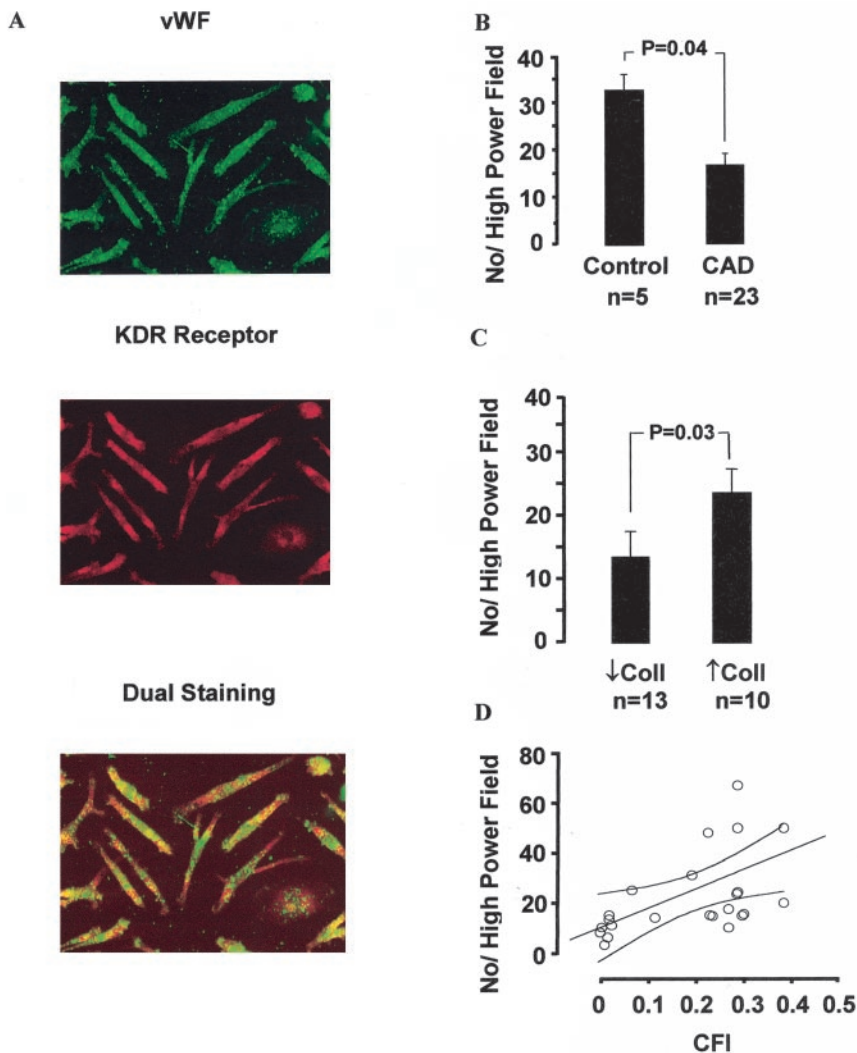 A
vWF
KDR Receptor
Dual Staining
B
No/ High Power Field
40
30
20
10
0
P=0.04
Control
CAD
n=5
n=23
C
No/ High Power Field
40
30
20
10
0
P=0.03
↓Coll
↑Coll
n=13
n=10
D
No/ High Power Field
80
60
40
20
0
0
0.1
0.2
0.3
0.4
0.5
CFI